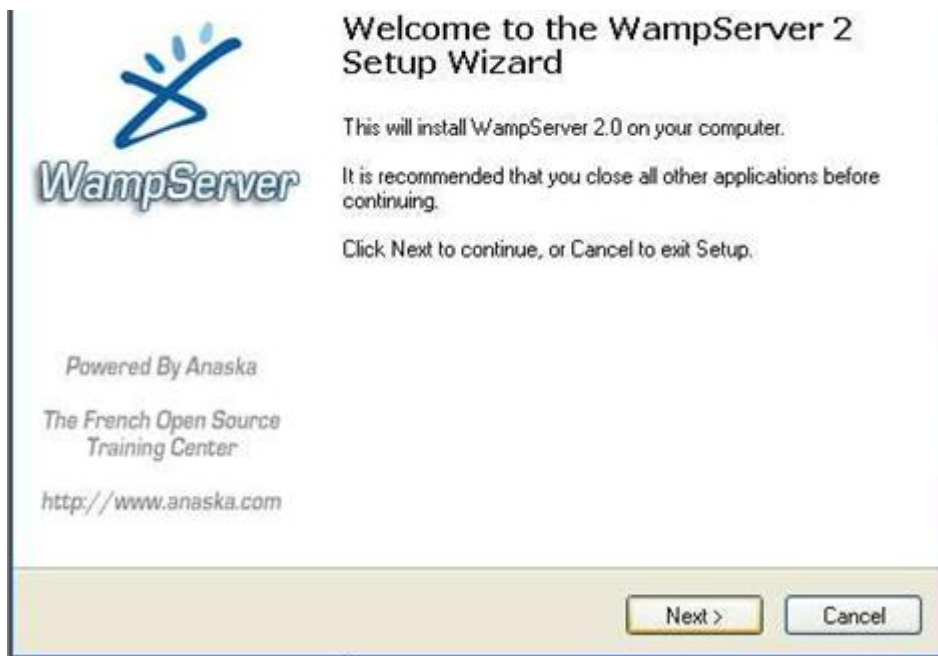 Welcome to the WampServer 2
Setup Wizard
This will install WampServer 2.0 on your computer.
It is recommended that you close all other applications before
continuing.
Click Next to continue, or Cancel to exit Setup.
WampServer
Powered By Anaska
The French Open Source
Training Center
http://www.anaska.com
Next >
Cancel